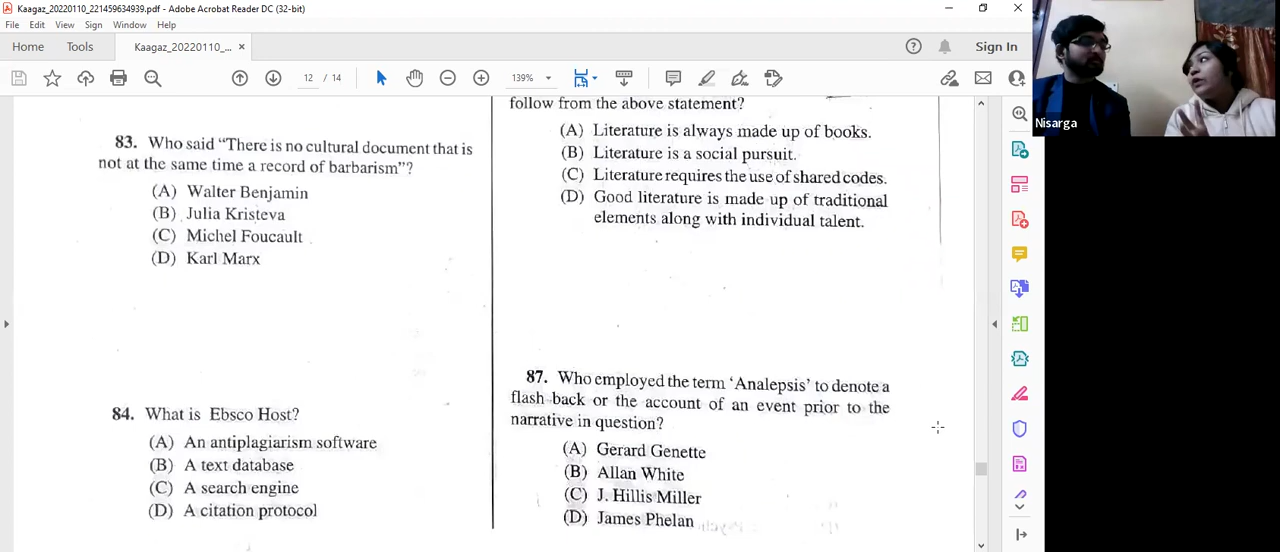 Kaagaz_20220110_221459634939.pdf - Adobe Acrobat Reader DC (32-bit)
File Edit View Sign Window Help
Home Tools Kaagaz_20220110_... × Sign In
12 / 14 139%
Nisarga
83. Who said “There is no cultural document that is
not at the same time a record of barbarism”?
(A) Walter Benjamin
(B) Julia Kristeva
(C) Michel Foucault
(D) Karl Marx
84. What is Ebsco Host?
(A) An antiplagiarism software
(B) A text database
(C) A search engine
(D) A citation protocol
follow from the above statement?
(A) Literature is always made up of books.
(B) Literature is a social pursuit.
(C) Literature requires the use of shared codes.
(D) Good literature is made up of traditional
elements along with individual talent.
87. Who employed the term ‘Analepsis’ to denote a
flash back or the account of an event prior to the
narrative in question?
(A) Gerard Genette
(B) Allan White
(C) J. Hillis Miller
(D) James Phelan